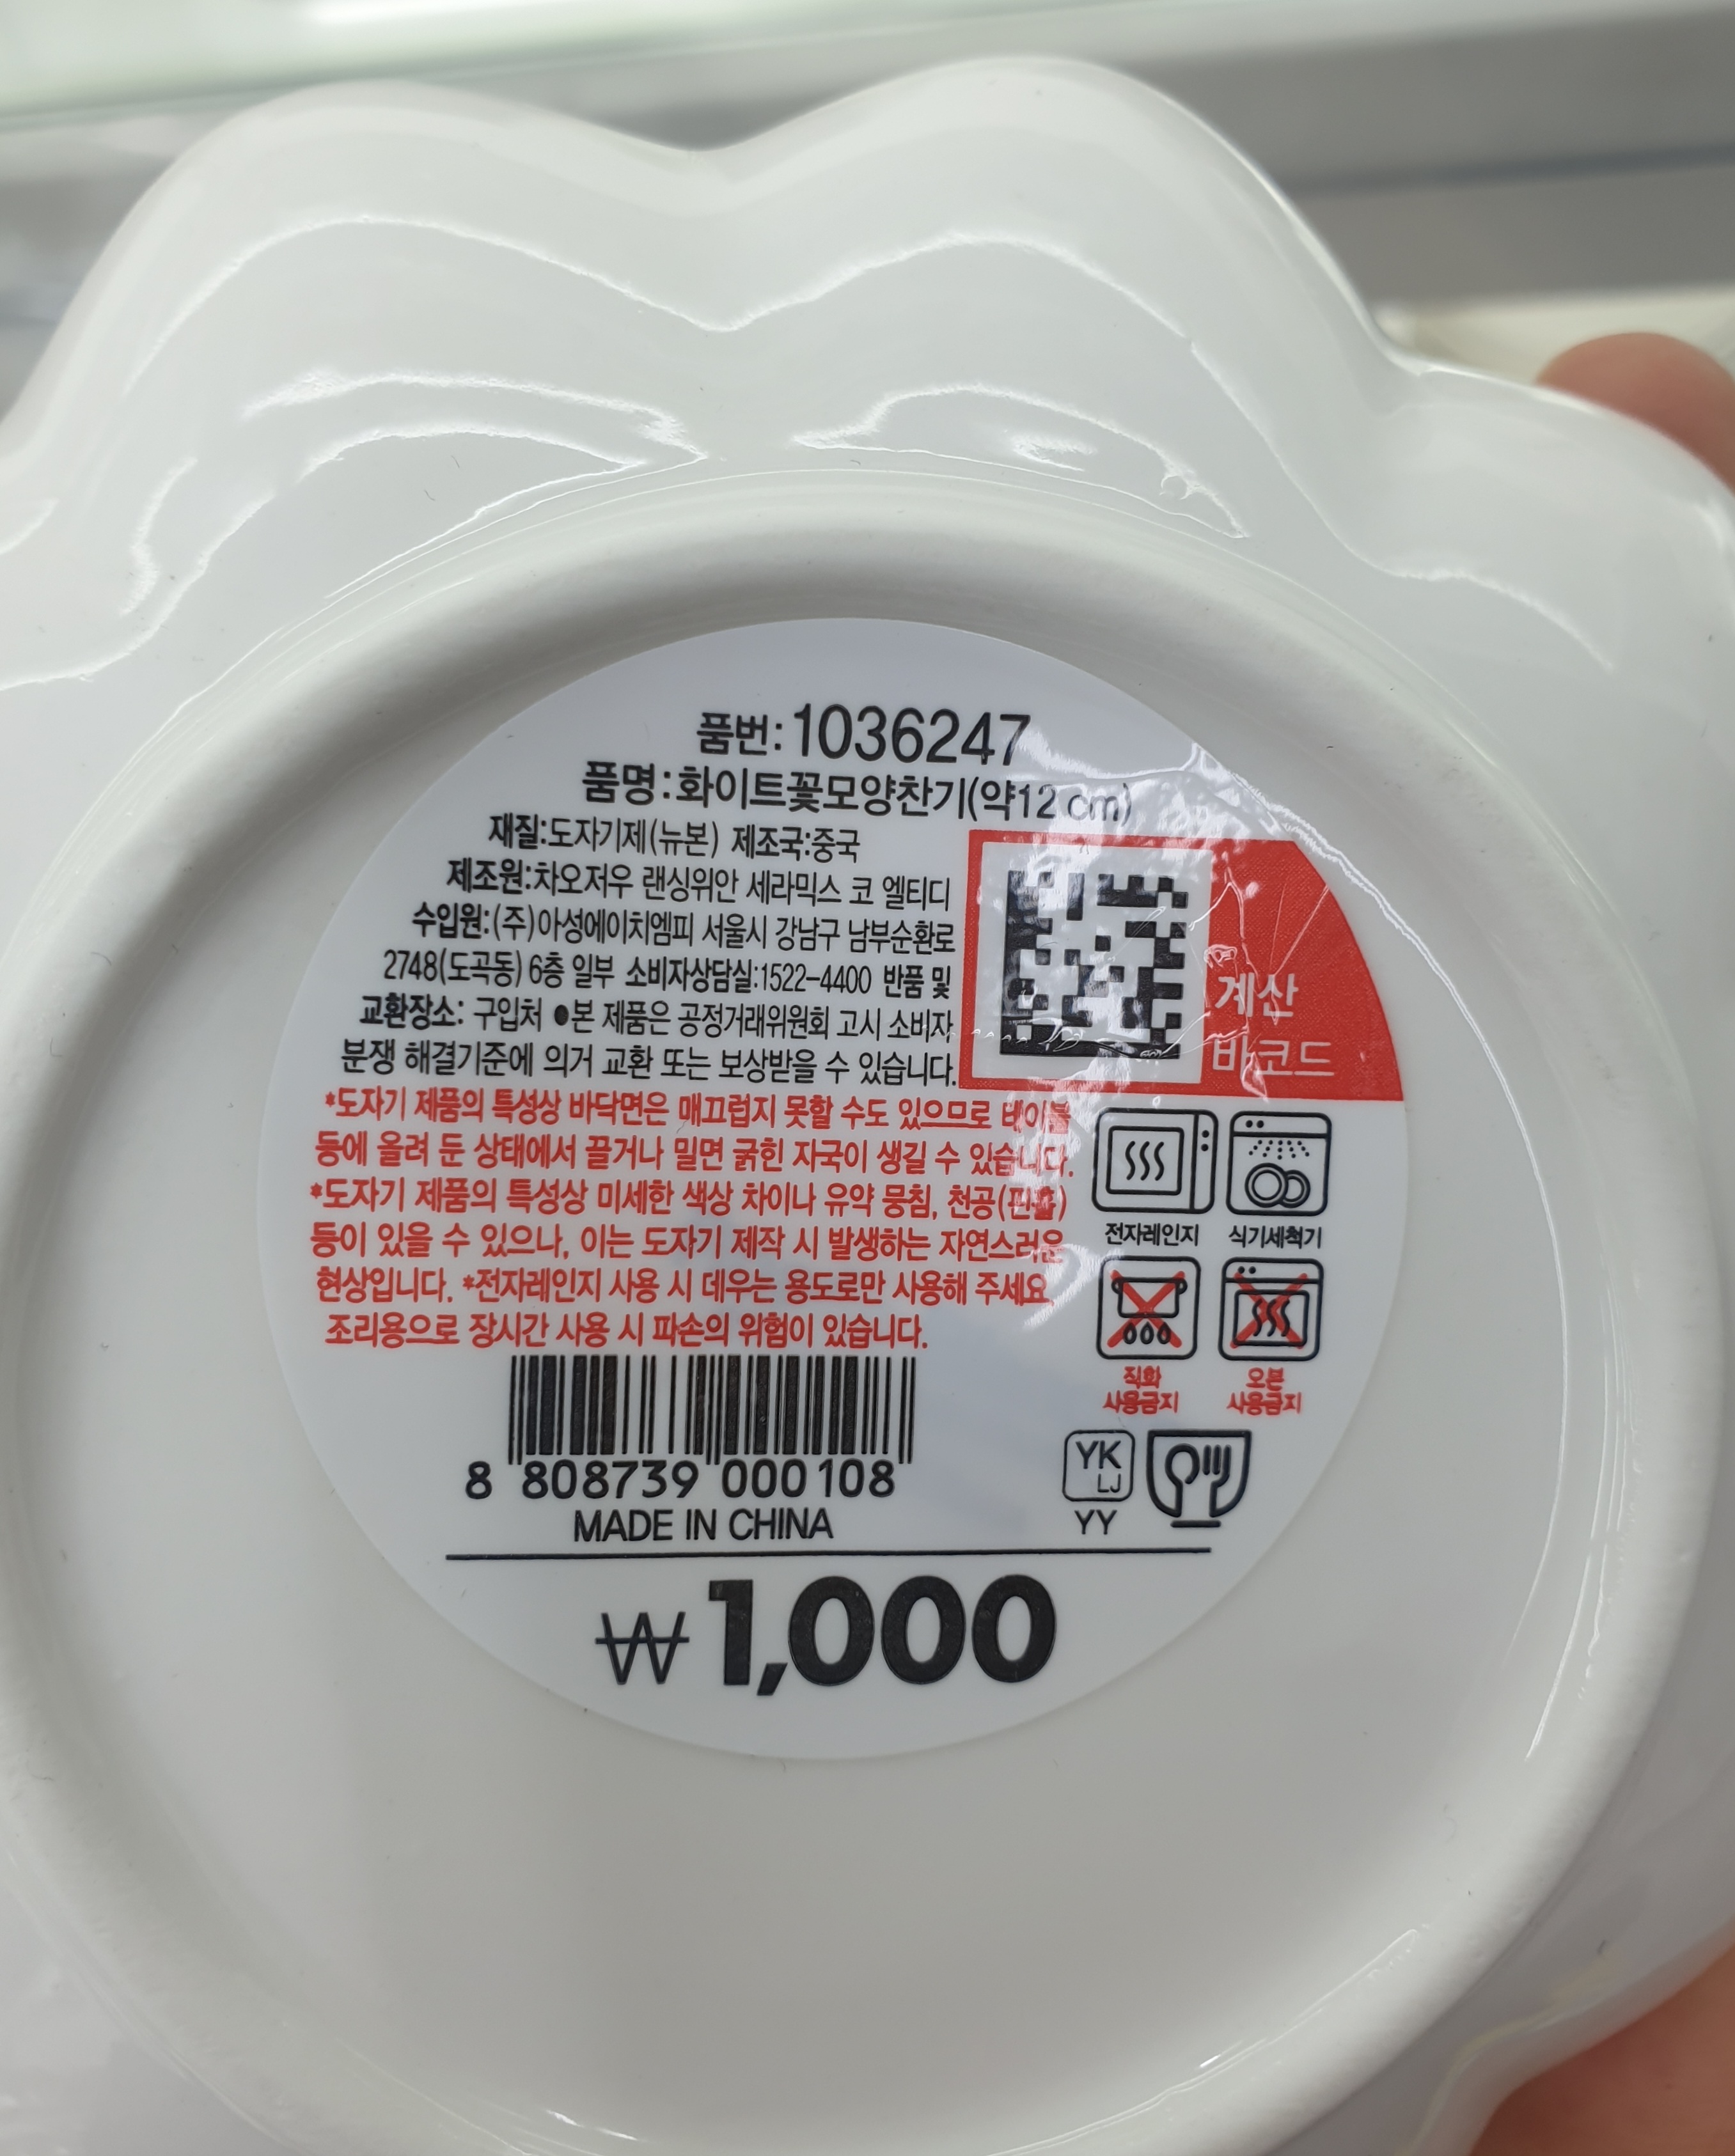 품번:1036247
품명:화이트꽃모양찬기(약12 cm)
재질:도자기제(뉴본) 제조국:중국
제조원:차오저우 랜싱위안 세라믹스 코 엘티디
수입원:(주)아성에이치엠피 서울시 강남구 남부순환로
2748(도곡동) 6층 일부 소비자상담실:1522-4400 반품 및
교환장소: 구입처 ●본 제품은 공정거래위원회 고시 소비자
분쟁 해결기준에 의거 교환 또는 보상받을 수 있습니다.
계산
바코드
*도자기 제품의 특성상 바닥면은 매끄럽지 못할 수도 있으므로 테이블
등에 올려 둔 상태에서 끌거나 밀면 긁힌 자국이 생길 수 있습니다.
*도자기 제품의 특성상 미세한 색상 차이나 유약 뭉침, 천공(핀홀)
등이 있을 수 있으나, 이는 도자기 제작 시 발생하는 자연스러운
현상입니다. *전자레인지 사용 시 데우는 용도로만 사용해 주세요.
조리용으로 장시간 사용 시 파손의 위험이 있습니다.
전자레인지 식기세척기
직화 오븐
사용금지 사용금지
8 808739 000108
MADE IN CHINA
YK
LJ
YY
₩1,000